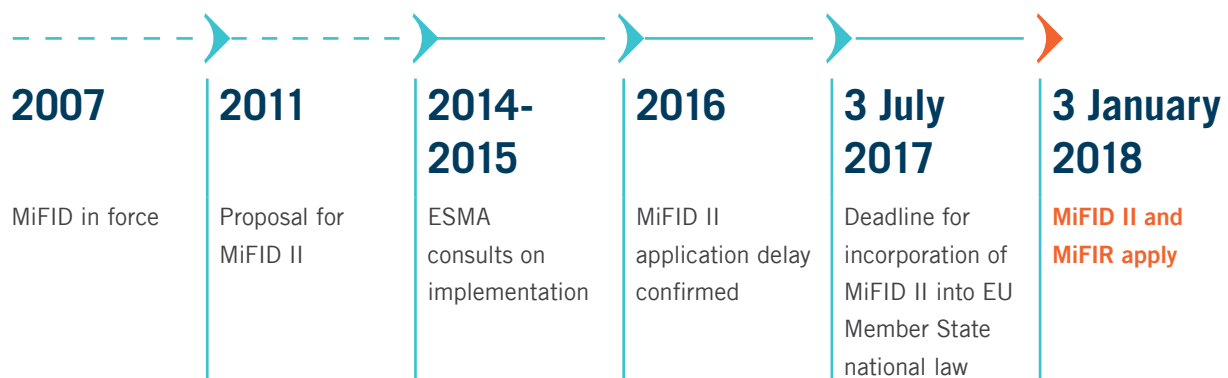 2007
MiFID in force
2011
Proposal for
MiFID II
2014-
2015
ESMA
consults on
implementation
2016
MiFID II
application delay
confirmed
3 July
2017
Deadline for
incorporation of
MiFID II into EU
Member State
national law
3 January
2018
MiFID II and
MiFIR apply